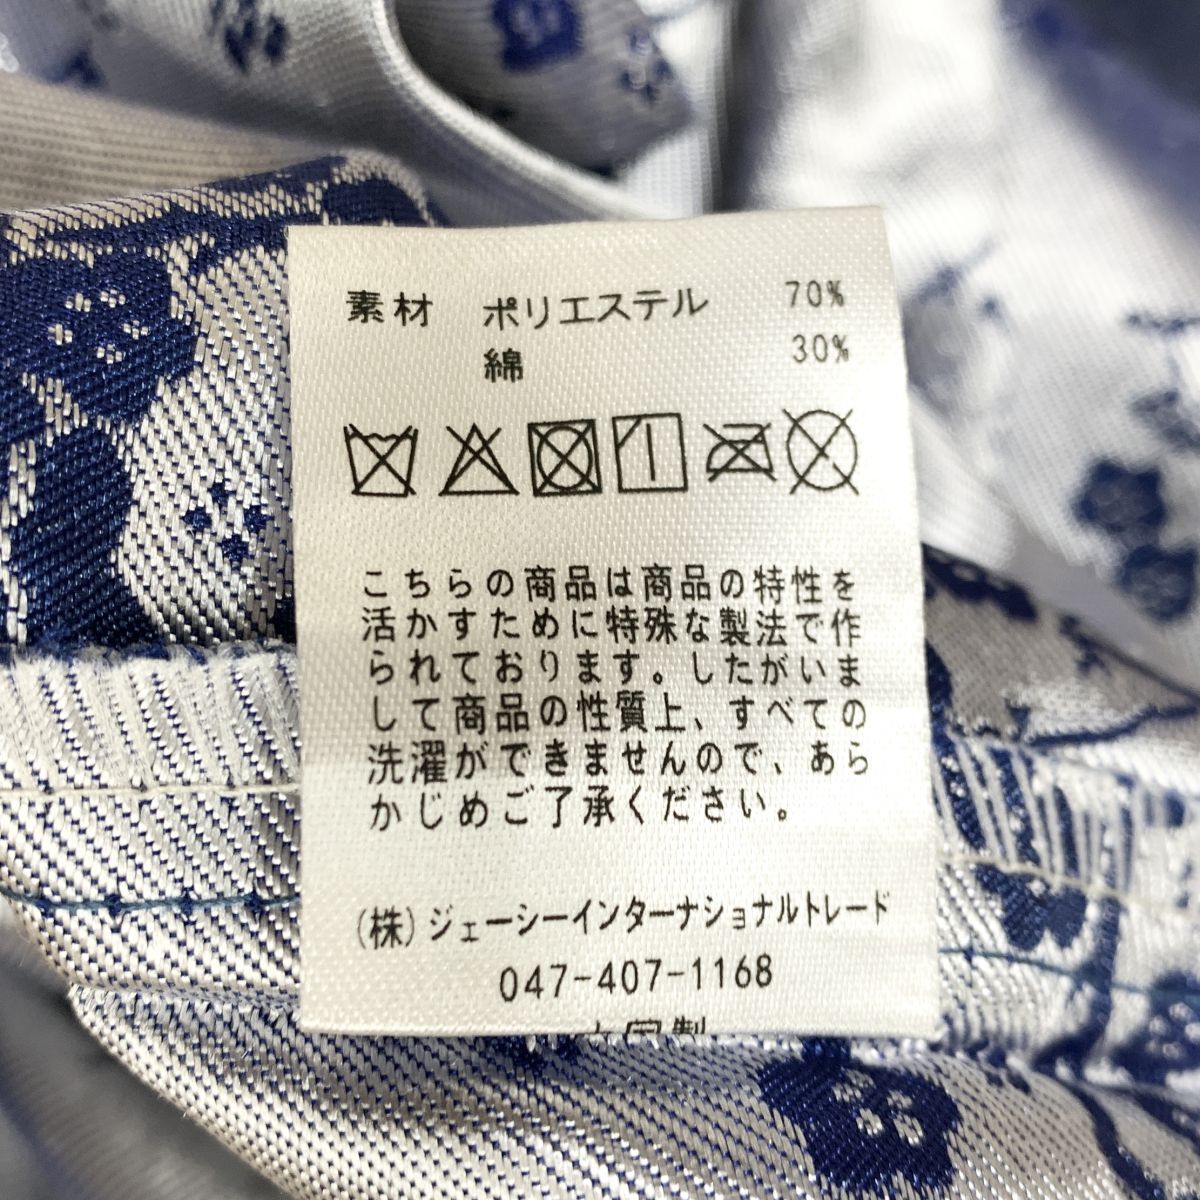 素材 ポリエステル 70%
綿 30%
こちらの商品は商品の特性を
活かすために特殊な製法で作
られております。したがいま
して商品の性質上、すべての
洗濯ができませんので、あら
かじめご了承ください。
(株)ジェーシーインターナショナルトレード
047-407-1168